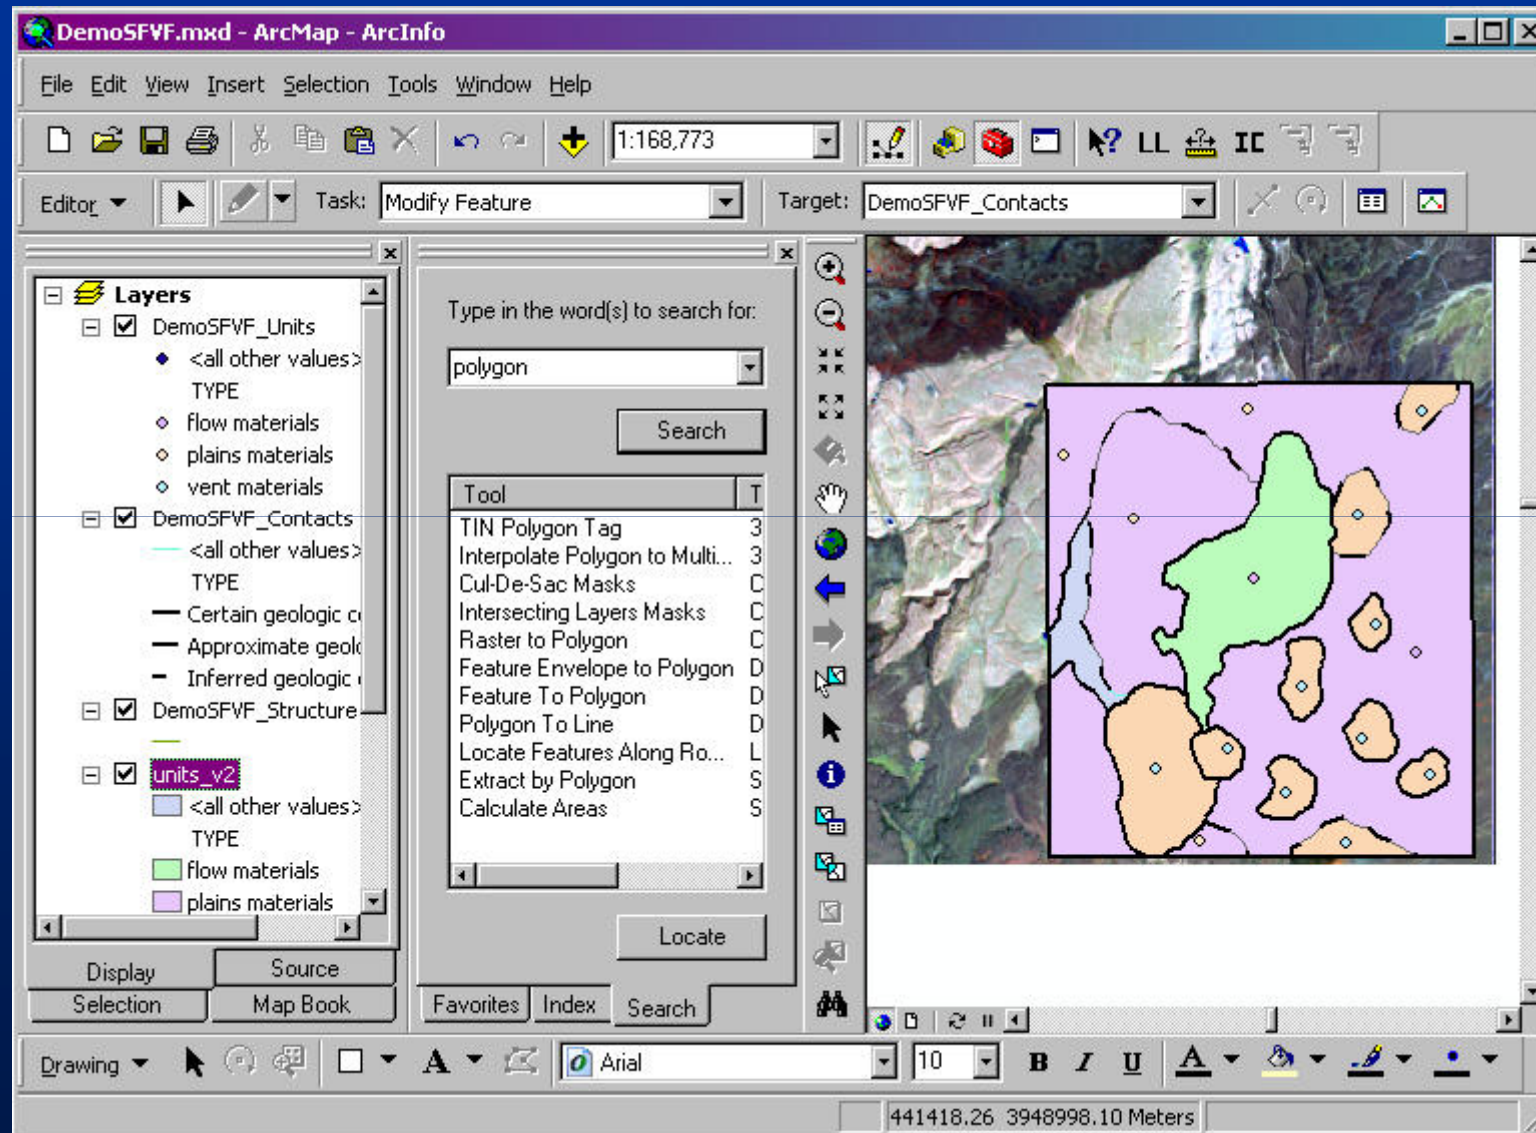 DemoSFVF.mxd - ArcMap - ArcInfo
File Edit View Insert Selection Tools Window Help
1:168,773
LL
IC
Editor
Task: Modify Feature
Target: DemoSFVF_Contacts
Layers
DemoSFVF_Units
<all other values>
TYPE
flow materials
plains materials
vent materials
DemoSFVF_Contacts
<all other values>
TYPE
Certain geologic
Approximate
Inferred geologic
DemoSFVF_Structure
units_v2
<all other values>
TYPE
flow materials
plains materials
Display
Source
Selection
Map Book
Type in the word(s) to search for:
polygon
Search
Tool T
TIN Polygon Tag 3
Interpolate Polygon to Multi... 3
Cul-De-Sac Masks C
Intersecting Layers Masks C
Raster to Polygon C
Feature Envelope to Polygon D
Feature To Polygon D
Polygon To Line D
Locate Features Along Ro... L
Extract by Polygon S
Calculate Areas S
Locate
Favorites Index Search
Drawing
A
Arial
10
B I U A
441418.26 3948998.10 Meters